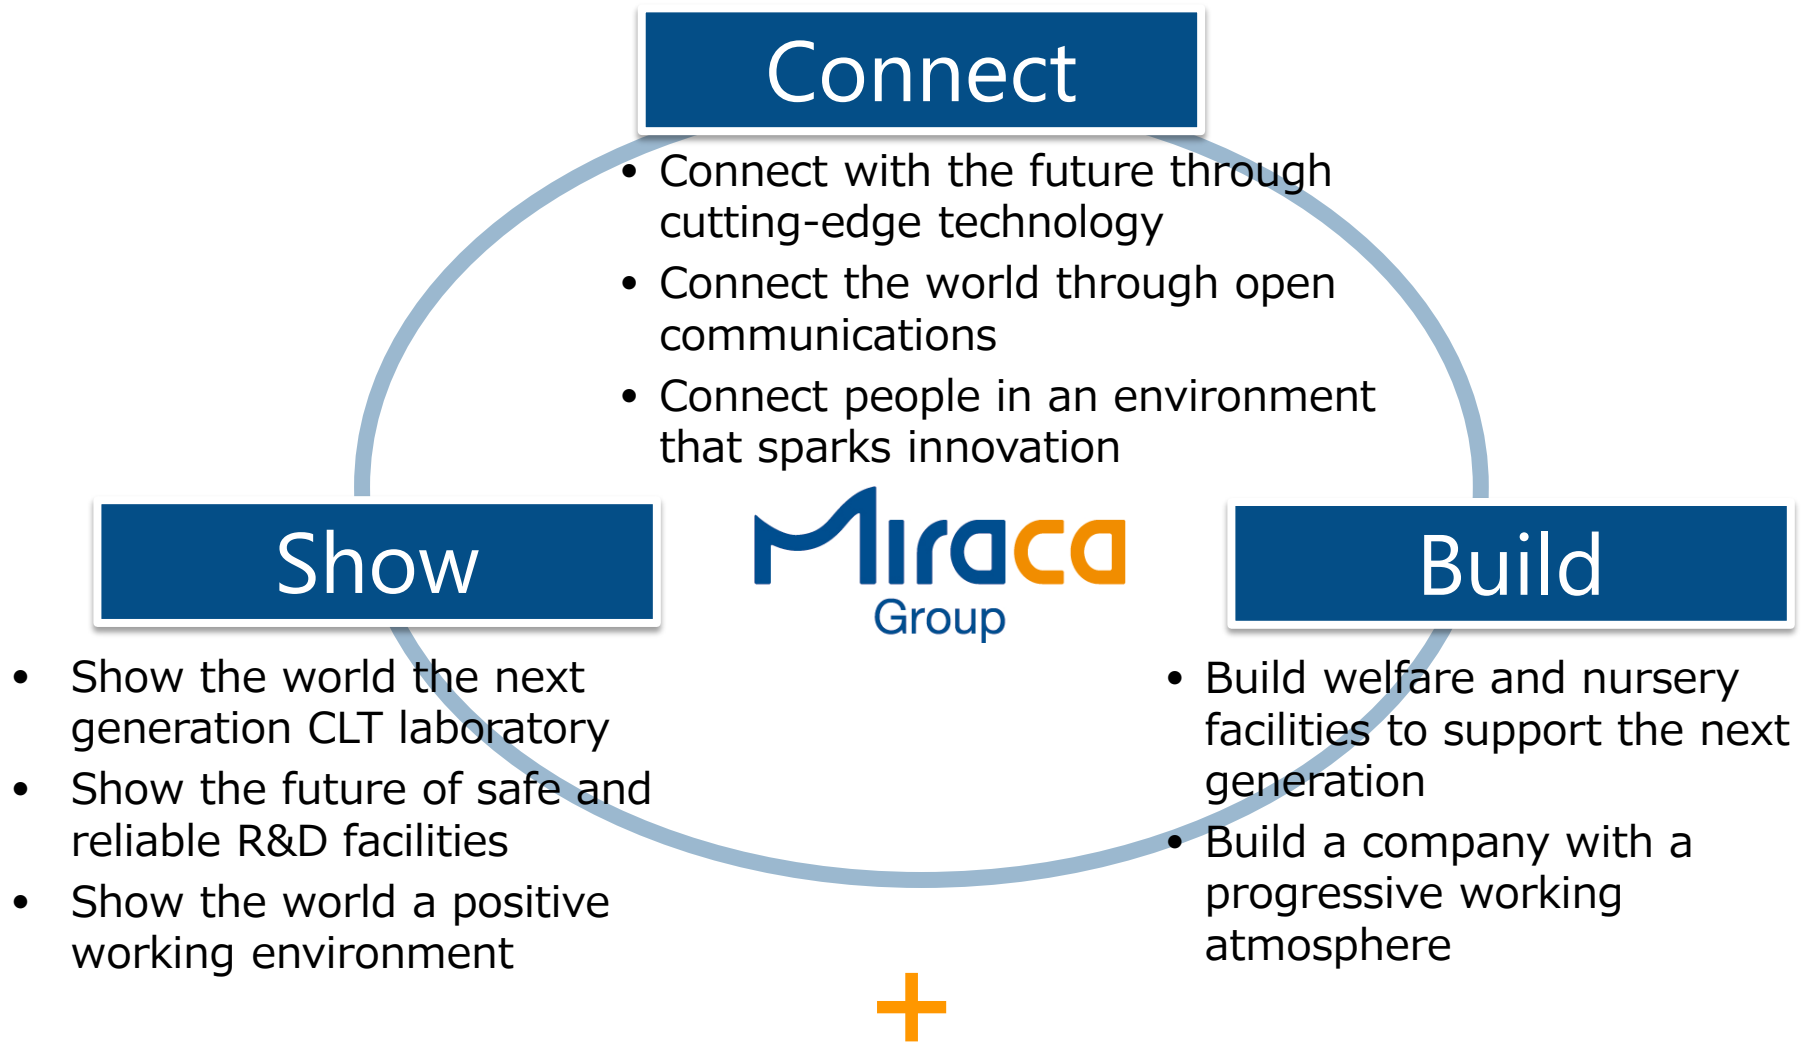 Connect
• Connect with the future through
cutting-edge technology
• Connect the world through open
communications
• Connect people in an environment
that sparks innovation
Miraca
Group
Show
• Show the world the next
generation CLT laboratory
• Show the future of safe and
reliable R&D facilities
• Show the world a positive
working environment
Build
• Build welfare and nursery
facilities to support the next
generation
• Build a company with a
progressive working
atmosphere
+